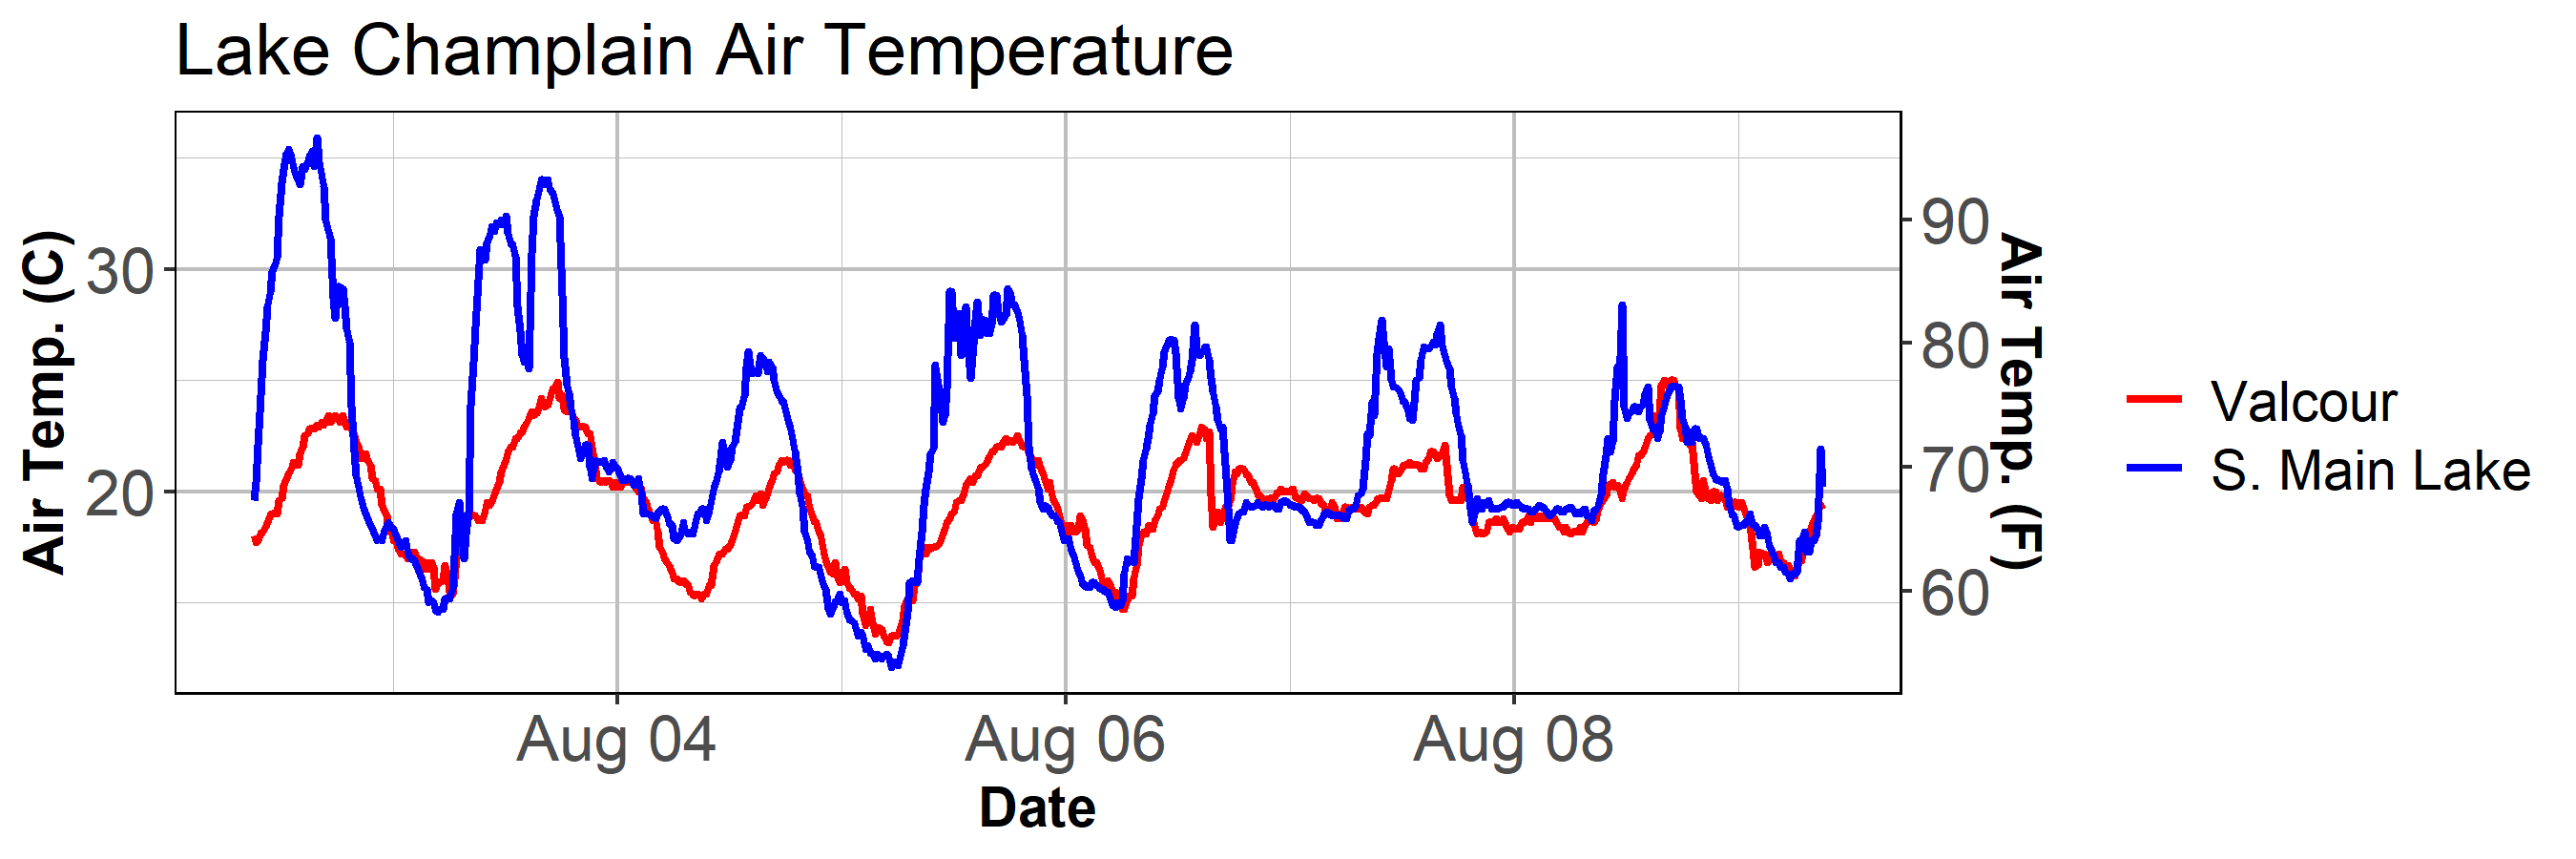 Lake Champlain Air Temperature
Air Temp. (C)
30
20
90
80
70
60
Air Temp. (F)
Valcour
S. Main Lake
Aug 04
Aug 06
Aug 08
Date